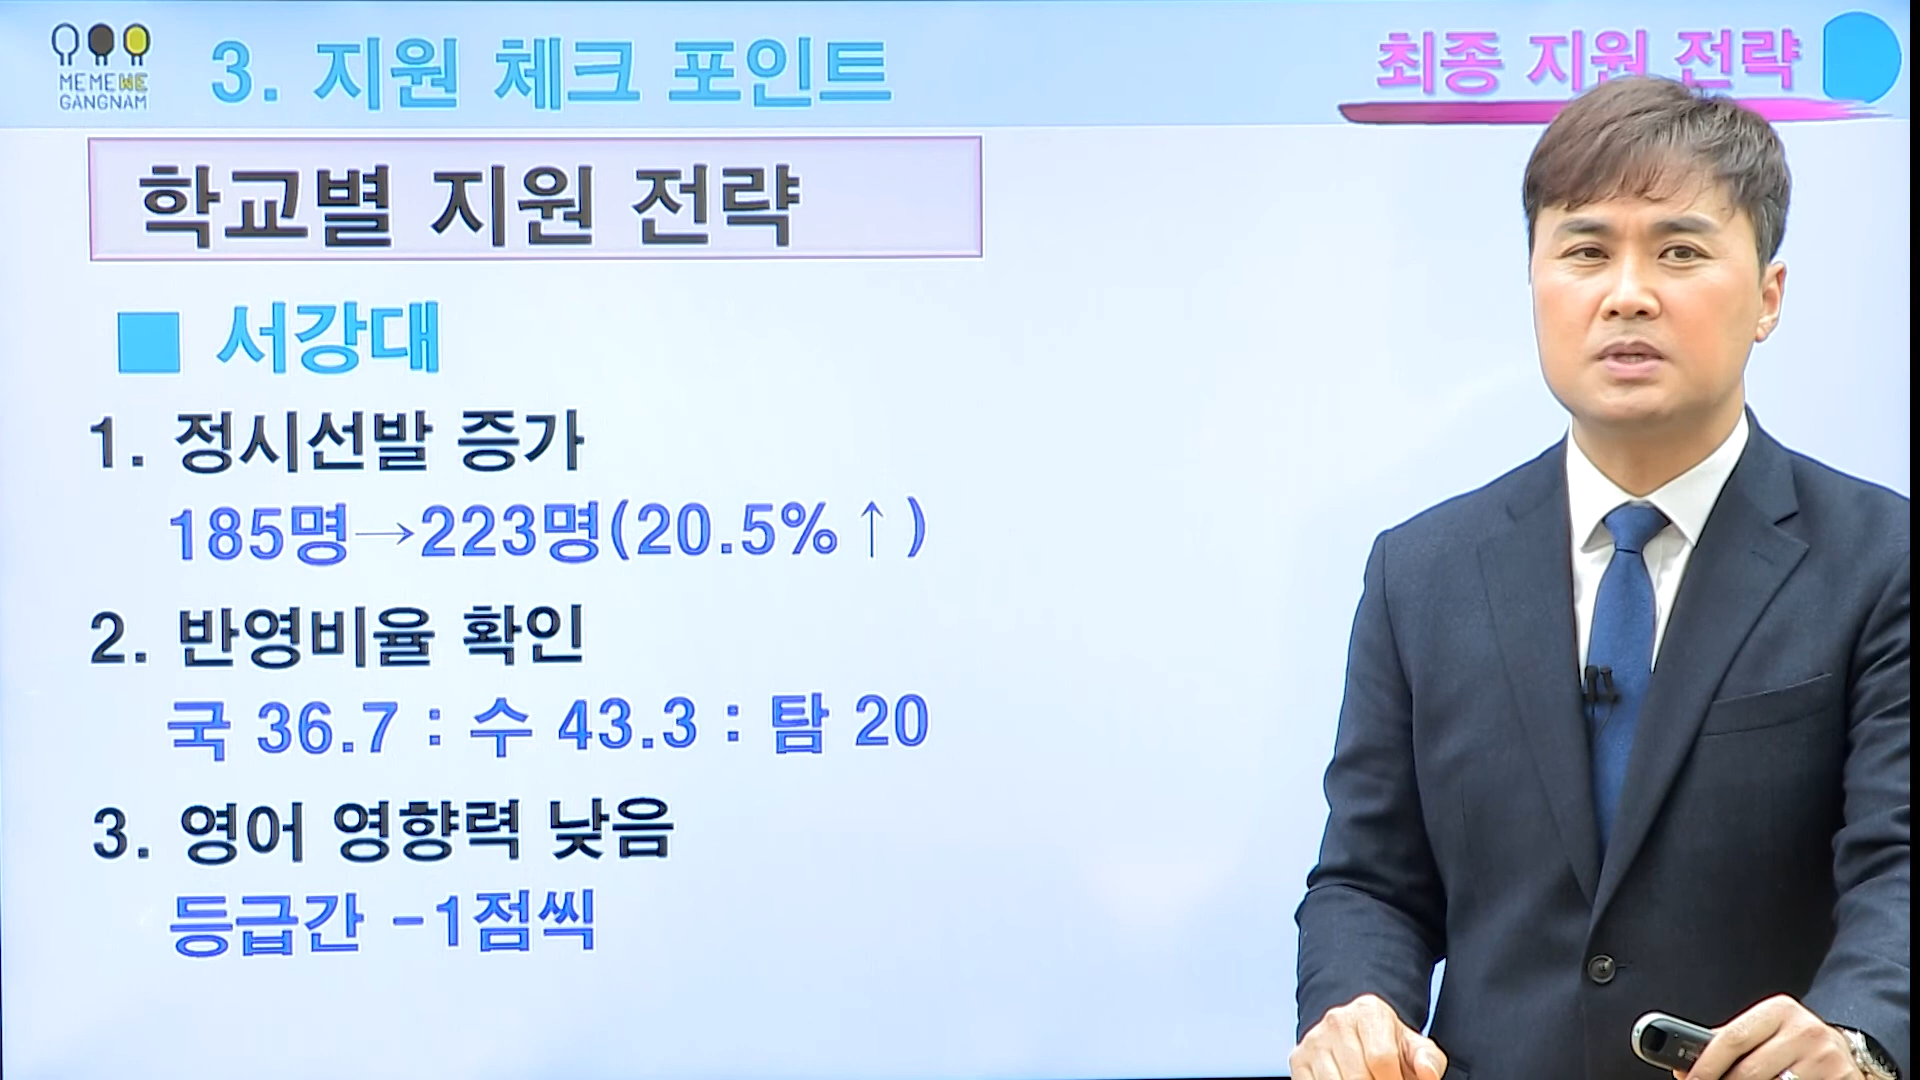 MEMEWE
GANGNAM
3. 지원 체크 포인트
최종 지원 전략
학교별 지원 전략
■ 서강대
1. 정시선발 증가
185명→223명(20.5%↑)
2. 반영비율 확인
국 36.7 : 수 43.3 : 탐 20
3. 영어 영향력 낮음
등급간 -1점씩